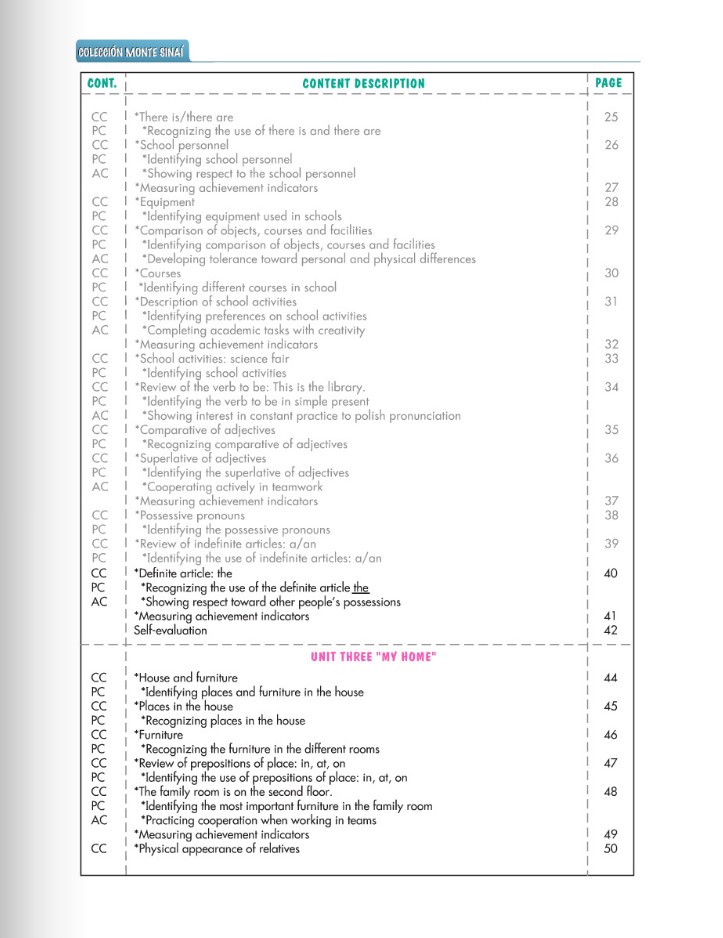 COLECCIÓN MONTE SINAÍ
CONT. CONTENT DESCRIPTION PAGE
CC *There is/there are 25
PC *Recognizing the use of there is and there are
CC *School personnel 26
PC *Identifying school personnel
AC *Showing respect to the school personnel
*Measuring achievement indicators 27
CC *Equipment 28
PC *Identifying equipment used in schools
CC *Comparison of objects, courses and facilities 29
PC *Identifying comparison of objects, courses and facilities
AC *Developing tolerance toward personal and physical differences
CC *Courses 30
PC *Identifying different courses in school
CC *Description of school activities 31
PC *Identifying preferences on school activities
AC *Completing academic tasks with creativity
*Measuring achievement indicators 32
CC *School activities: science fair 33
PC *Identifying school activities
CC *Review of the verb to be: This is the library. 34
PC *Identifying the verb to be in simple present
AC *Showing interest in constant practice to polish pronunciation
CC *Comparative of adjectives 35
PC *Recognizing comparative of adjectives
CC *Superlative of adjectives 36
PC *Identifying the superlative of adjectives
AC *Cooperating actively in teamwork
*Measuring achievement indicators 37
CC *Possessive pronouns 38
PC *Identifying the possessive pronouns
CC *Review of indefinite articles: a/an 39
PC *Identifying the use of indefinite articles: a/an
CC *Definite article: the 40
PC *Recognizing the use of the definite article the
AC *Showing respect toward other people's possessions
*Measuring achievement indicators 41
Self-evaluation 42
UNIT THREE "MY HOME"
CC *House and furniture 44
PC *Identifying places and furniture in the house
CC *Places in the house 45
PC *Recognizing places in the house
CC *Furniture 46
PC *Recognizing the furniture in the different rooms
CC *Review of prepositions of place: in, at, on 47
PC *Identifying the use of prepositions of place: in, at, on
CC *The family room is on the second floor. 48
PC *Identifying the most important furniture in the family room
AC *Practicing cooperation when working in teams
*Measuring achievement indicators 49
CC *Physical appearance of relatives 50